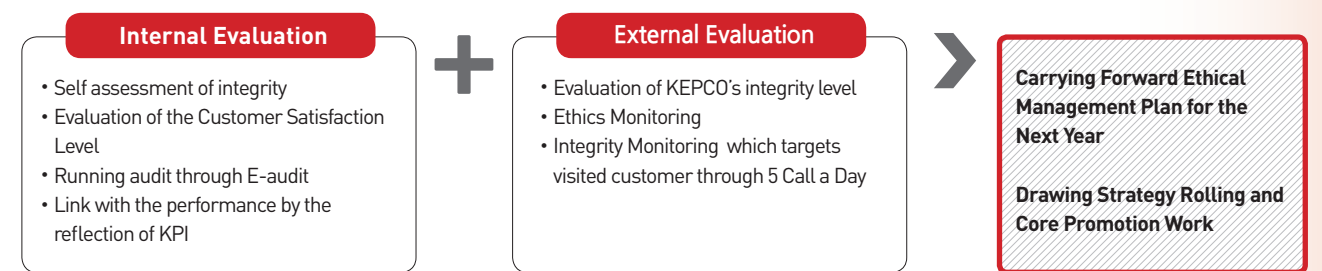 Internal Evaluation
• Self assessment of integrity
• Evaluation of the Customer Satisfaction
Level
• Running audit through E-audit
• Link with the performance by the
reflection of KPI
+
External Evaluation
• Evaluation of KEPCO's integrity level
• Ethics Monitoring
• Integrity Monitoring which targets
visited customer through 5 Call a Day
Carrying Forward Ethical
Management Plan for the
Next Year
Drawing Strategy Rolling and
Core Promotion Work